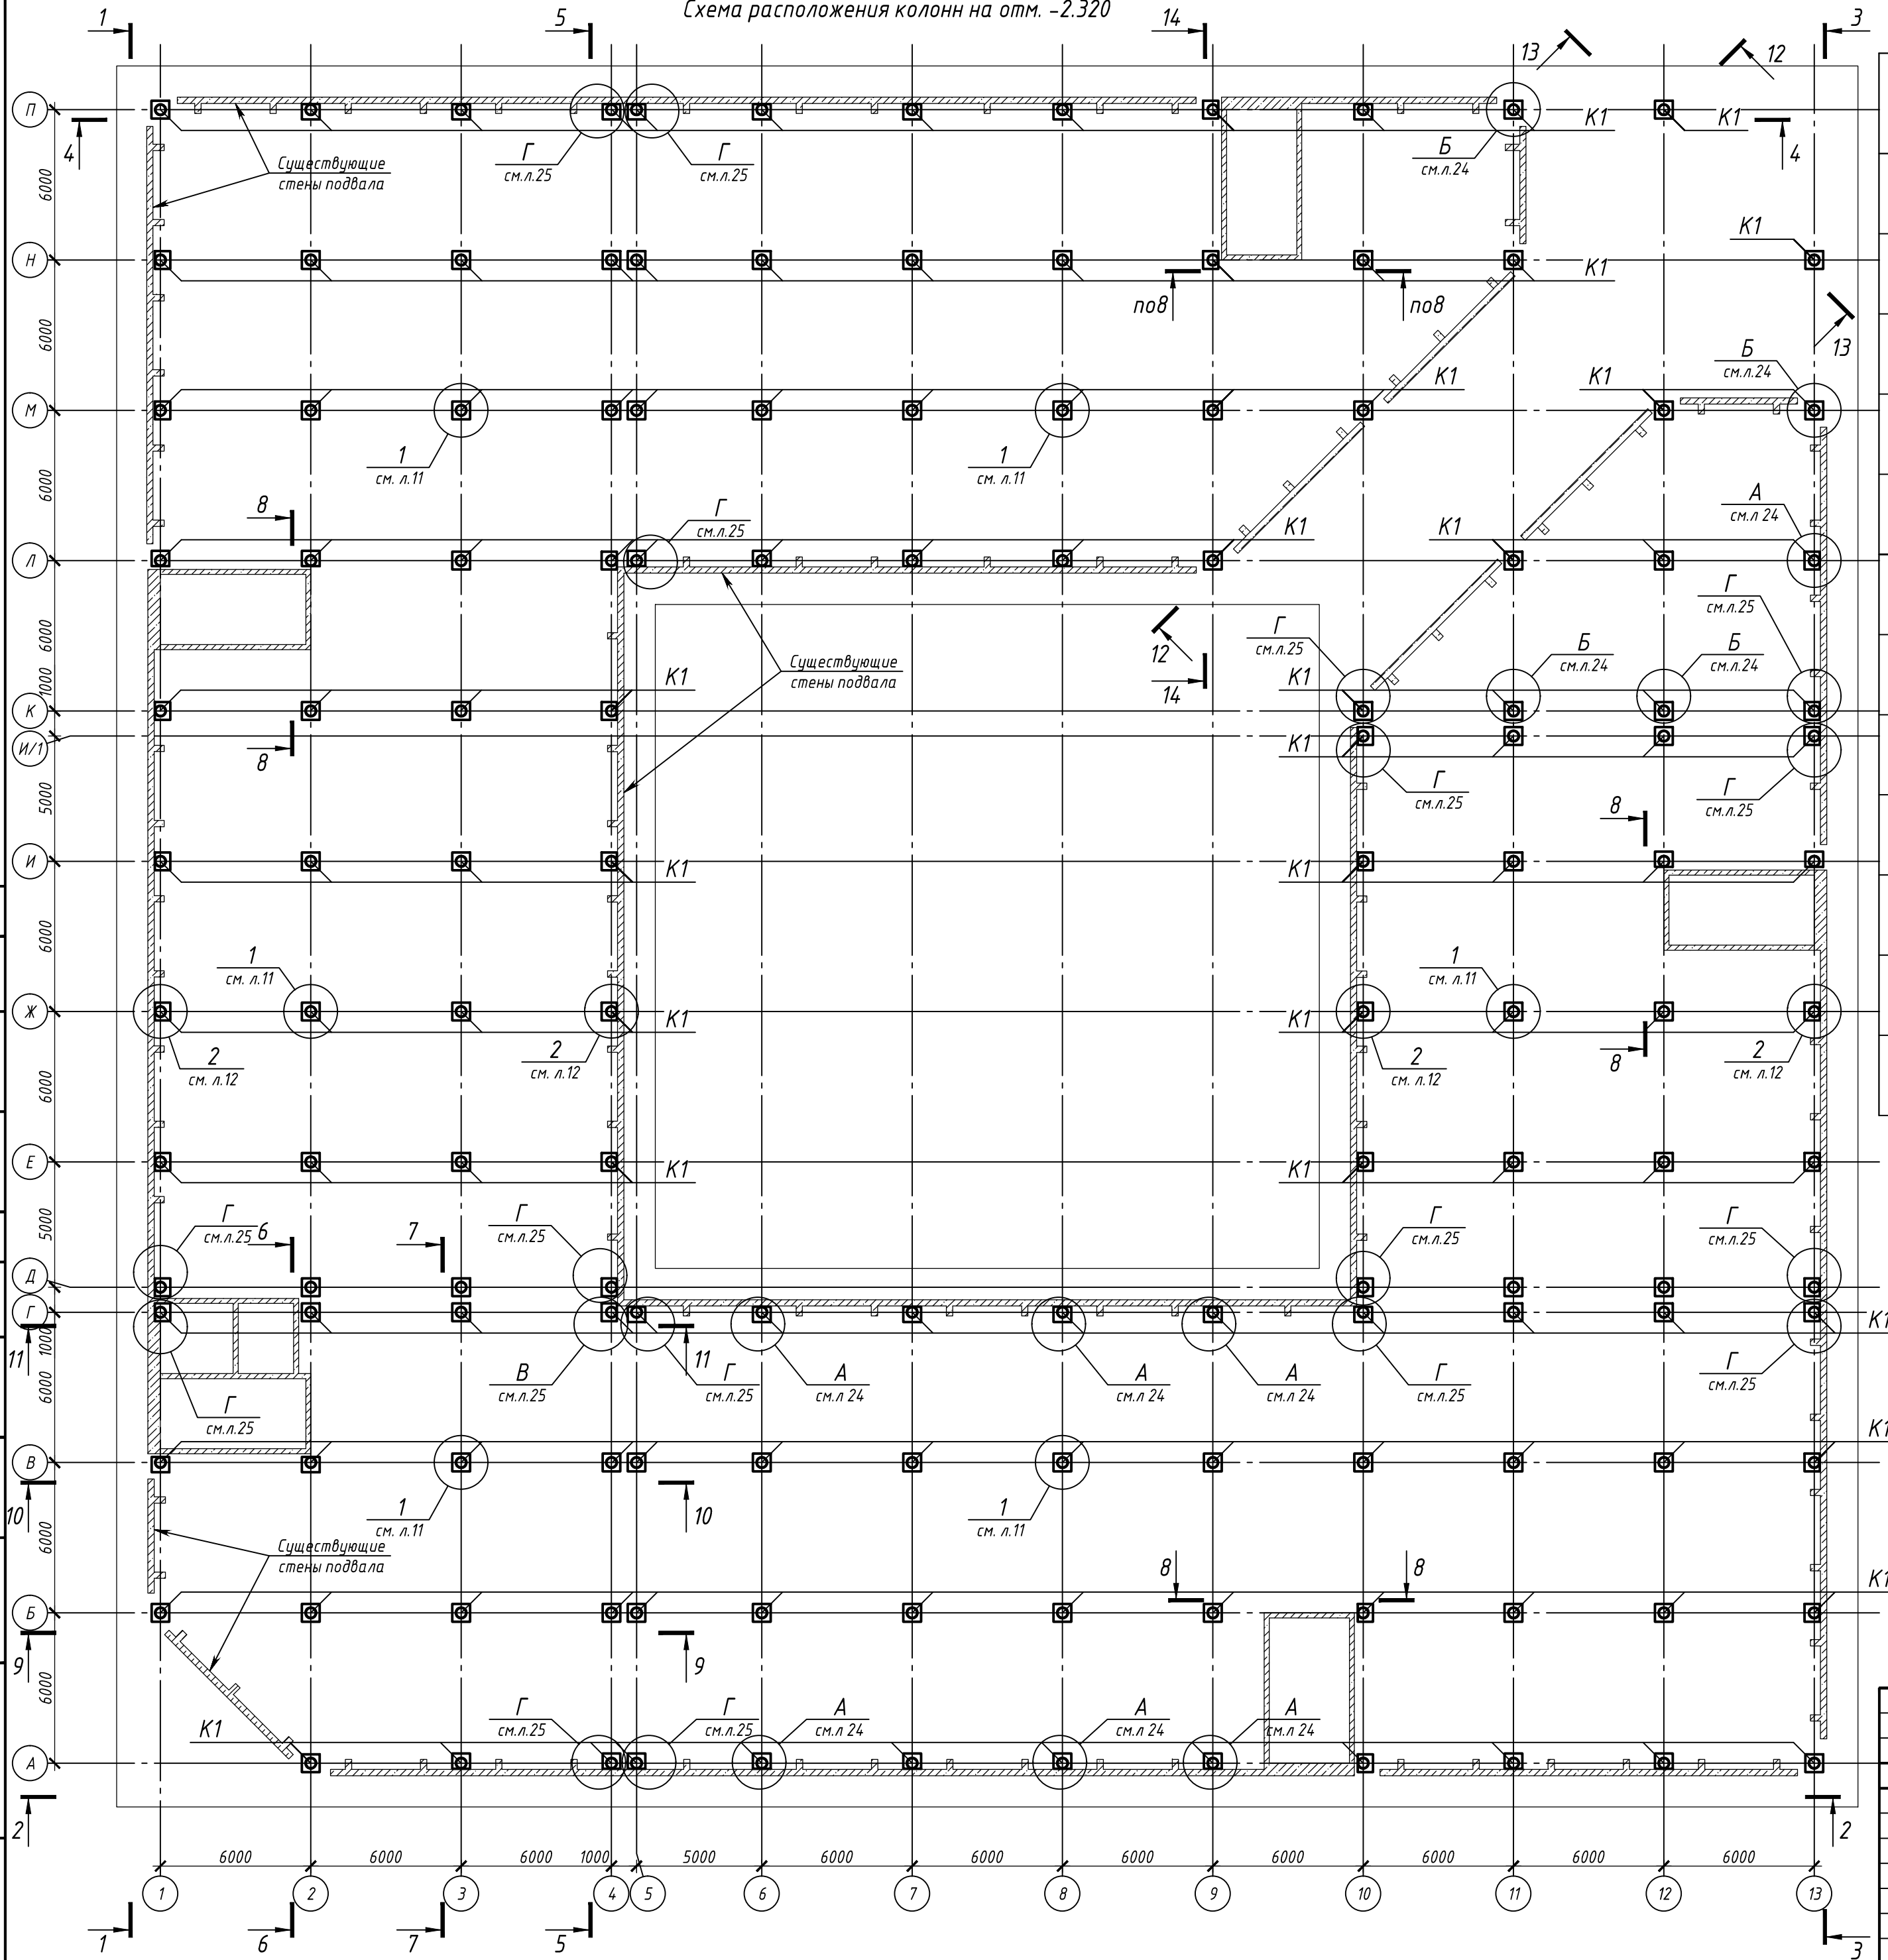 Схема расположения колонн на отм. -2.320
1
5
14
3
13
12
П
К1
К1
4
4
Г
см.л.25
Г
см.л.25
Б
см.л.24
Существующие
стены подвала
6000
Н
К1
К1
по8
по8
13
6000
Б
см.л.24
М
К1
К1
1
см. л.11
1
см. л.11
6000
8
Г
см.л.25
К1
К1
А
см.л 24
Л
Г
см.л.25
Г
см.л.25
Б
см.л.24
Б
см.л.24
6000
Существующие
стены подвала
12
14
1000
К1
К1
К
И/1
8
К1
Г
см.л.25
Г
см.л.25
5000
8
И
К1
К1
6000
1
см. л.11
1
см. л.11
Ж
К1
К1
2
см. л.12
2
см. л.12
2
см. л.12
2
см. л.12
8
6000
Е
К1
К1
5000
Г
см.л.25
6
7
Г
см.л.25
Г
см.л.25
Г
см.л.25
Д
Г
К1
11
1000
11
6000
Г
см.л.25
В
см.л.25
Г
см.л.25
А
см.л 24
А
см.л 24
А
см.л 24
Г
см.л.25
Г
см.л.25
К1
В
10
10
1
см. л.11
1
см. л.11
6000
Существующие
стены подвала
8
8
К1
Б
9
9
6000
К1
Г
см.л.25
Г
см.л.25
А
см.л 24
А
см.л 24
А
см.л 24
А
2
2
6000
6000
6000
1000
5000
6000
6000
6000
6000
6000
6000
6000
1
2
3
4
5
6
7
8
9
10
11
12
13
1
6
7
5
3